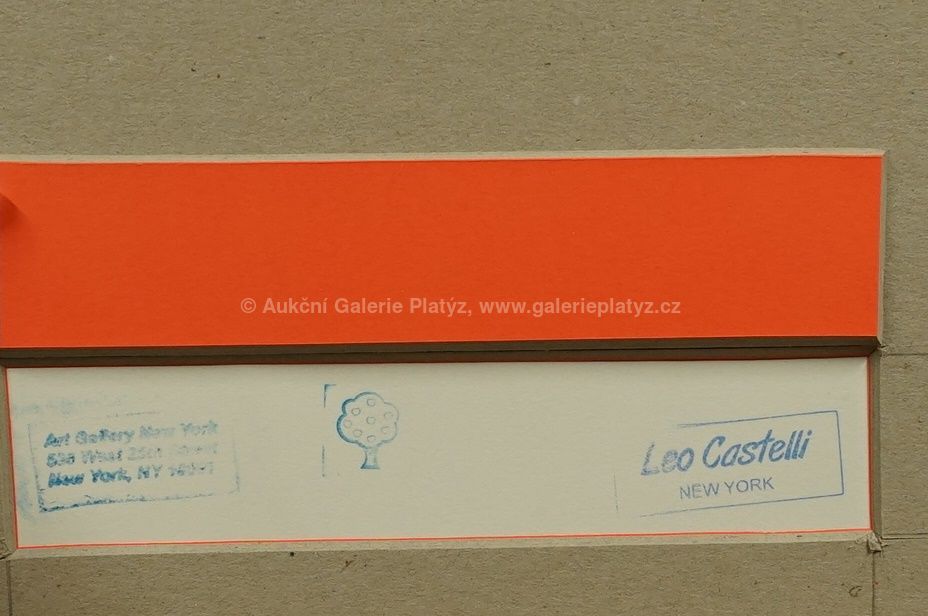 © Aukční Galerie Platýz, www.galerieplatyz.cz
Art Gallery New York
New York, NY
Leo Castelli
NEW YORK